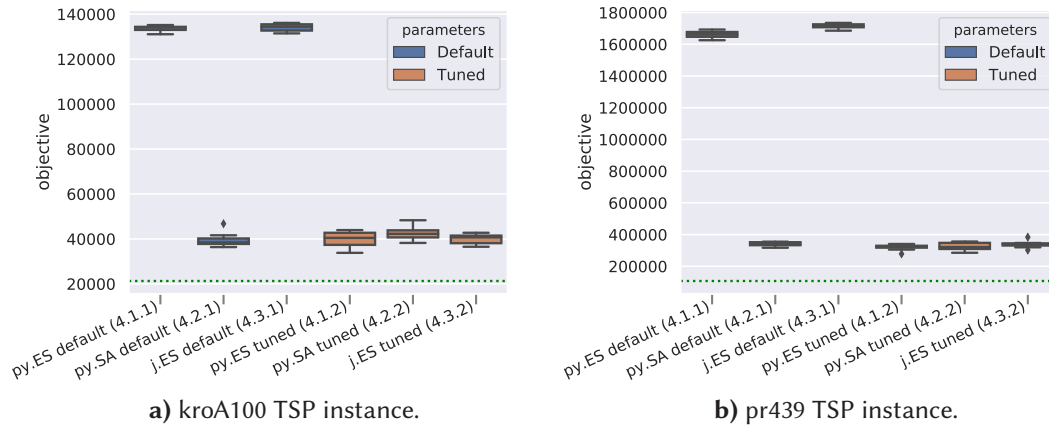 140000
120000
100000
80000
60000
40000
20000
objective
parameters
Default
Tuned
py.ES default (4.1.1)
py.SA default (4.2.1)
j.ES default (4.3.1)
py.ES tuned (4.1.2)
py.SA tuned (4.2.2)
j.ES tuned (4.3.2)
a) kroA100 TSP instance.
1800000
1600000
1400000
1200000
1000000
800000
600000
400000
200000
objective
parameters
Default
Tuned
py.ES default (4.1.1)
py.SA default (4.2.1)
j.ES default (4.3.1)
py.ES tuned (4.1.2)
py.SA tuned (4.2.2)
j.ES tuned (4.3.2)
b) pr439 TSP instance.